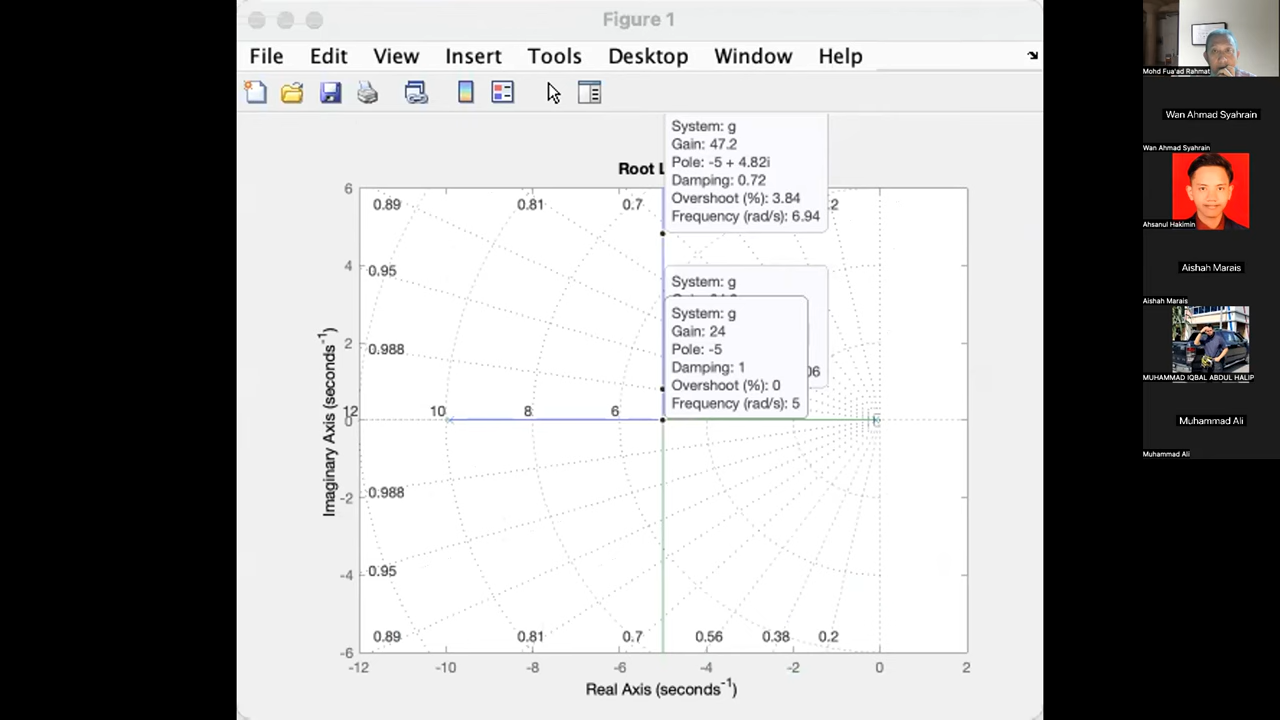 Figure 1
File Edit View Insert Tools Desktop Window Help
Root L
System: g
Gain: 47.2
Pole: -5 + 4.82i
Damping: 0.72
Overshoot (%): 3.84
Frequency (rad/s): 6.94
System: g
06
System: g
Gain: 24
Pole: -5
Damping: 1
Overshoot (%): 0
Frequency (rad/s): 5
0.89 0.81 0.7 2
0.95
0.988
12 10 8 6
0.988
0.95
0.89 0.81 0.7 0.56 0.38 0.2
6
4
2
0
-2
-4
-6
-12 -10 -8 -6 -4 -2 0 2
Imaginary Axis (seconds-1)
Real Axis (seconds-1)
Mohd Fua'ad Rahmat
Wan Ahmad Syahrain
Wan Ahmad Syahrain
Ahsanul Hakimin
Aishah Marais
Aishah Marais
MUHAMMAD IQBAL ABDUL HALIP
Muhammad Ali
Muhammad Ali